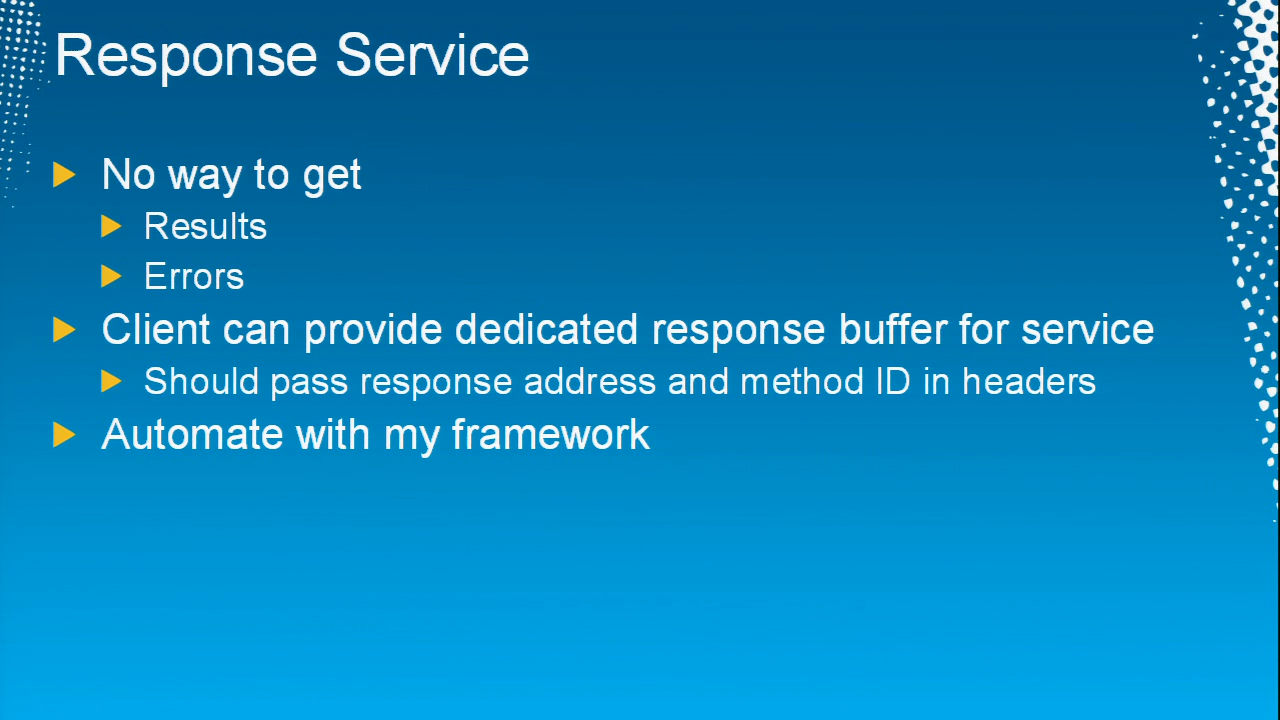 Response Service
No way to get
Results
Errors
Client can provide dedicated response buffer for service
Should pass response address and method ID in headers
Automate with my framework